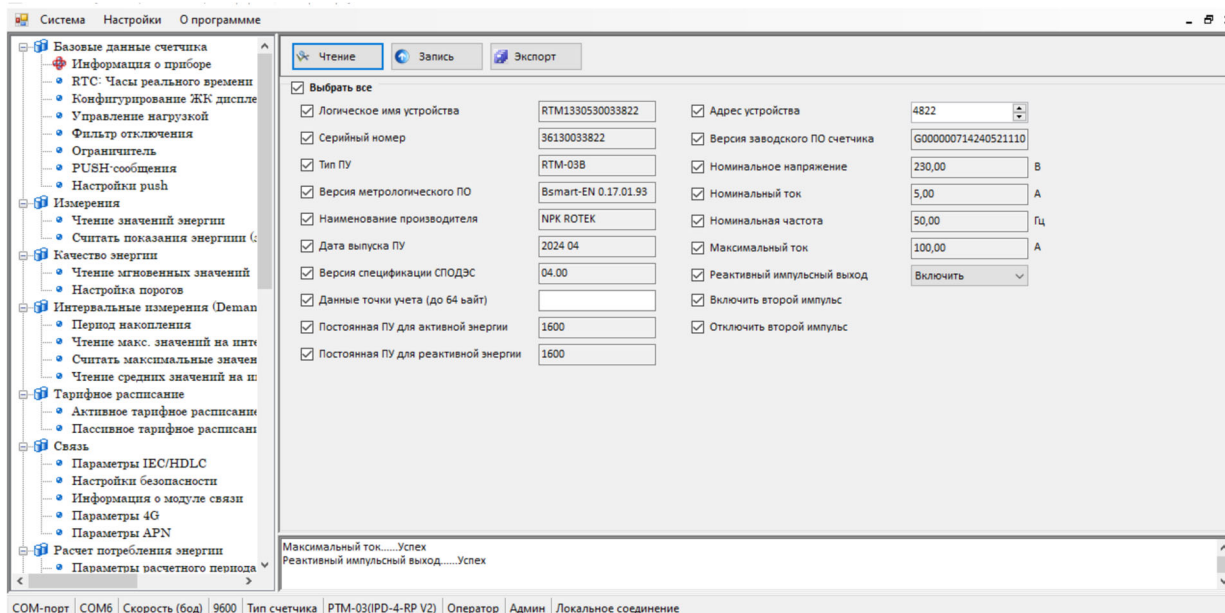 Система Настройки О программме
Базовые данные счетчика
Информация о приборе
RTC: Часы реального времени
Конфигурирование ЖК диспле
Управление нагрузкой
Фильтр отключения
Ограничитель
PUSH-сообщения
Настройки push
Измерения
Чтение значений энергии
Считать показания энергиии (з
Качество энергии
Чтение мгновенных значений
Настройка порогов
Интервальные измерения (Deman
Период накопления
Чтение макс. значений на инте
Считать максимальные значен
Чтение средних значений на ин
Тарифное расписание
Активное тарифное расписание
Пассивное тарифное расписани
Связь
Параметры IEC/HDLC
Настройки безопасности
Информация о модуле связи
Параметры 4G
Параметры APN
Расчет потребления энергии
Параметры расчетного периода
Чтение Запись Экспорт
Выбрать все
Логическое имя устройства RTM1330530033822
Серийный номер 36130033822
Тип ПУ RTM-03B
Версия метрологического ПО Bsmart-EN 0.17.01.93
Наименование производителя NPK ROTEK
Дата выпуска ПУ 2024 04
Версия спецификации СПОДЭС 04.00
Данные точки учета (до 64 ьайт)
Постоянная ПУ для активной энергии 1600
Постоянная ПУ для реактивной энергии 1600
Адрес устройства 4822
Версия заводского ПО счетчика G000000714240521110
Номинальное напряжение 230,00 В
Номинальный ток 5,00 А
Номинальная частота 50,00 Гц
Максимальный ток 100,00 А
Реактивный импульсный выход Включить
Включить второй импульс
Отключить второй импульс
Максимальный ток......Успех
Реактивный импульсный выход......Успех
COM-порт COM6 Скорость (бод) 9600 Тип счетчика РТМ-03(IPD-4-RP V2) Оператор Админ Локальное соединение